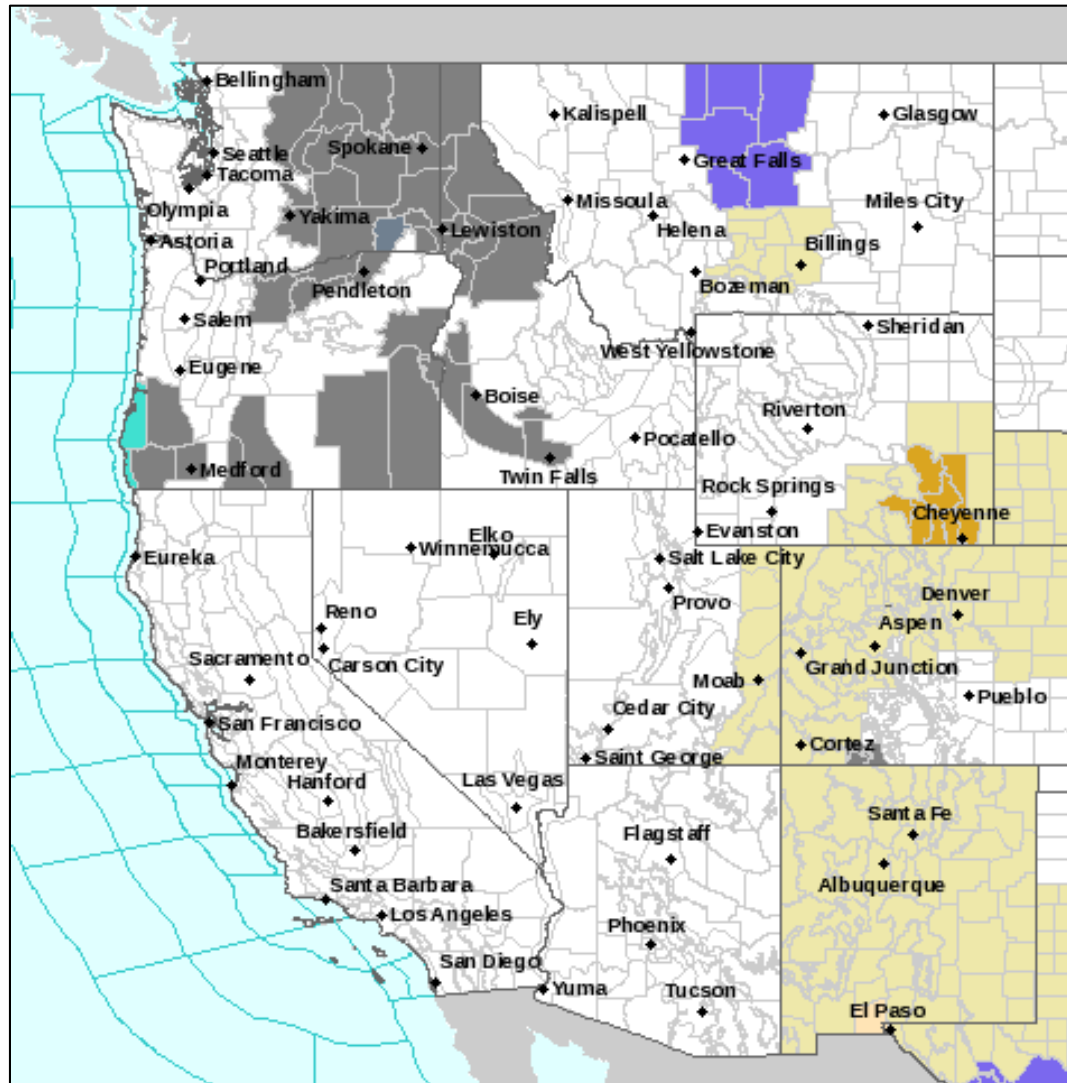 Bellingham
Kalispell
Glasgow
Seattle
Spokane
Great Falls
Tacoma
Olympia
Missoula
Miles City
Yakima
Lewiston
Helena
Astoria
Billings
Portland
Pendleton
Bozeman
Salem
Sheridan
West Yellowstone
Eugene
Boise
Riverton
Pocatello
Medford
Twin Falls
Rock Springs
Cheyenne
Evanston
Elko
Winnemucca
Eureka
Salt Lake City
Provo
Denver
Reno
Ely
Aspen
Carson City
Grand Junction
Sacramento
Moab
Pueblo
Cedar City
San Francisco
Cortez
Saint George
Monterey
Hanford
Las Vegas
Santa Fe
Bakersfield
Flagstaff
Albuquerque
Santa Barbara
Los Angeles
Phoenix
San Diego
Yuma
Tucson
El Paso